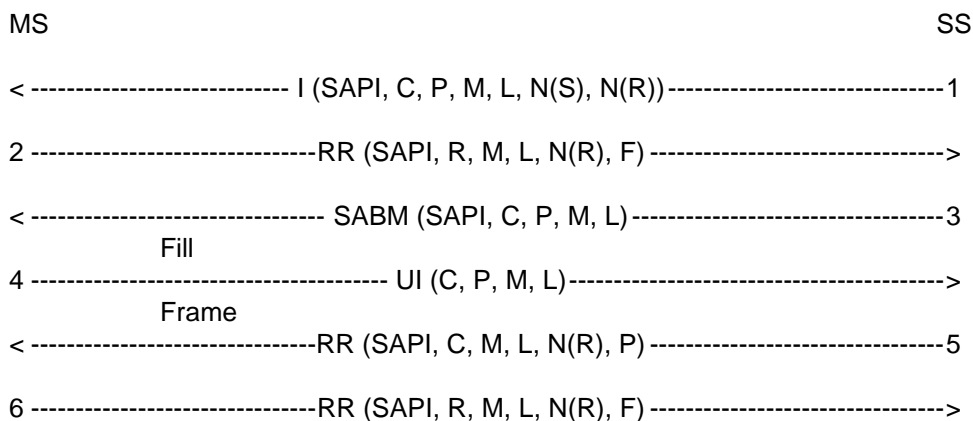 MS SS
< ----------------------------- I (SAPI, C, P, M, L, N(S), N(R))-------------------------------1
2 --------------------------------RR (SAPI, R, M, L, N(R), F) --------------------------------->
< --------------------------------- SABM (SAPI, C, P, M, L)-----------------------------------3
Fill
4 ---------------------------------------- UI (C, P, M, L)------------------------------------------>
Frame
< --------------------------------RR (SAPI, C, M, L, N(R), P) ---------------------------------5
6 --------------------------------RR (SAPI, R, M, L, N(R), F) --------------------------------->